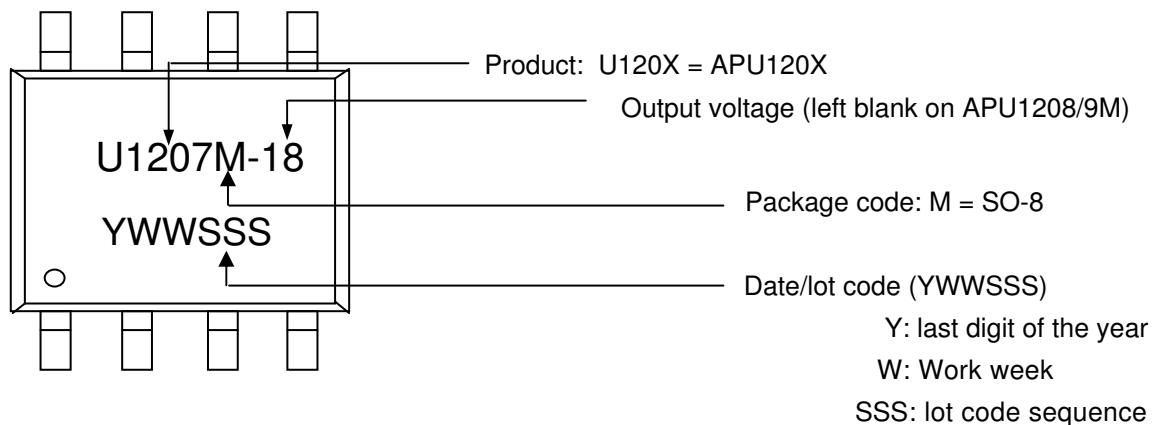 Product: U120X = APU120X
Output voltage (left blank on APU1208/9M)
U1207M-18
Package code: M = SO-8
YWWSSS
Date/lot code (YWWSSS)
Y: last digit of the year
W: Work week
SSS: lot code sequence